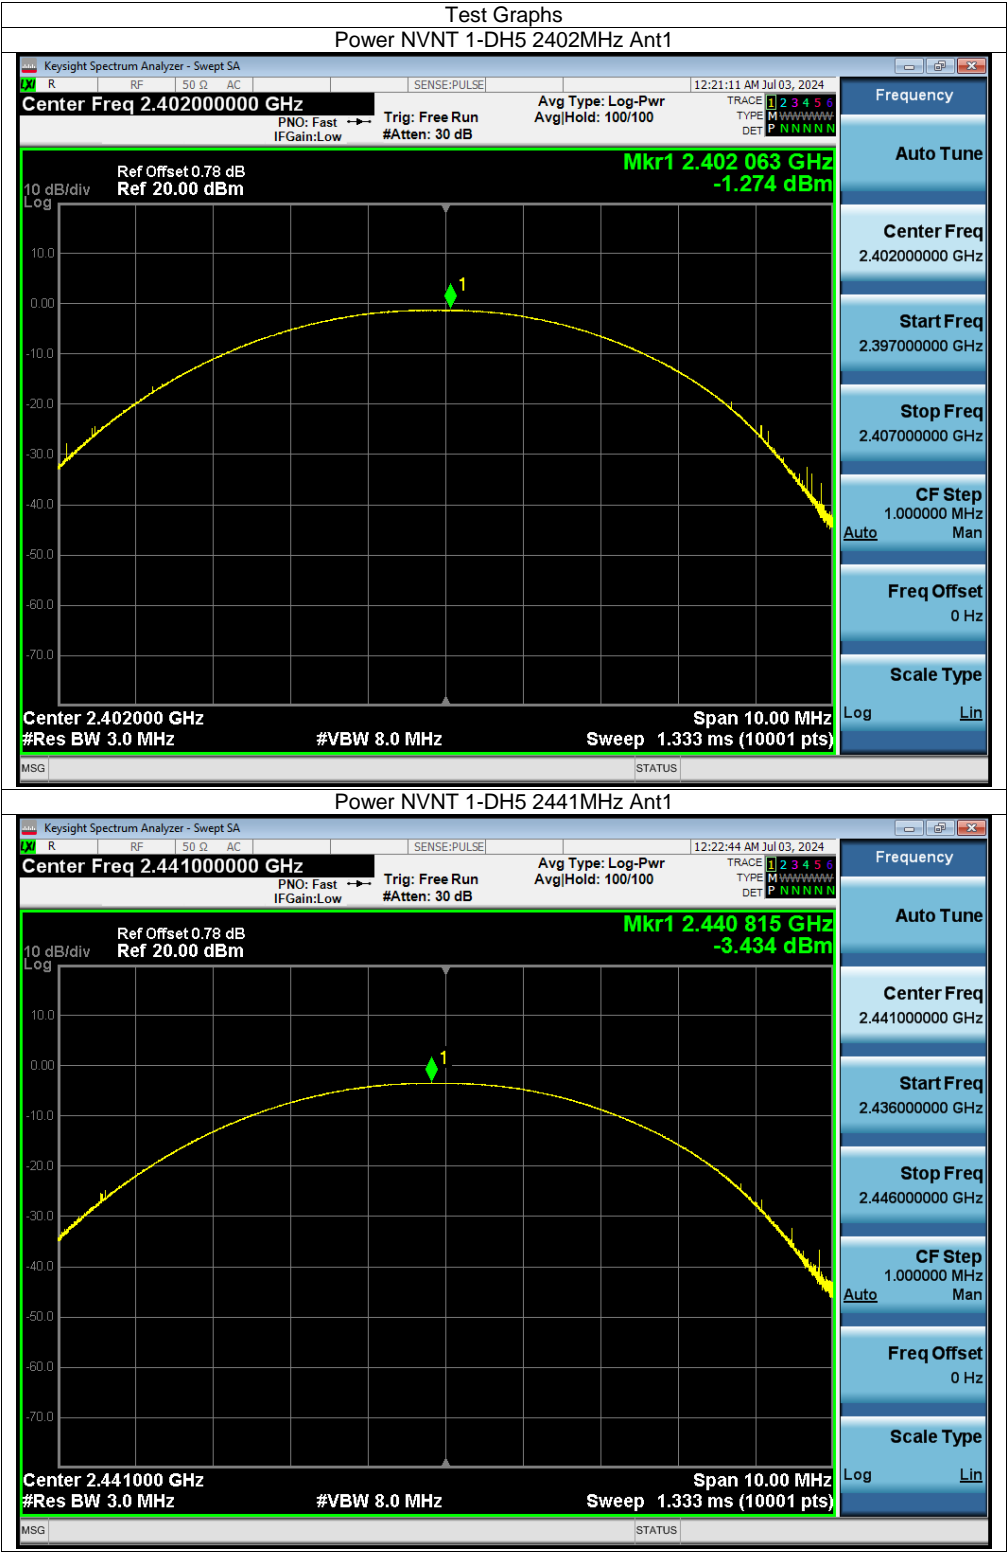 Test Graphs
Power NVNT 1-DH5 2402MHz Ant1
Keysight Spectrum Analyzer - Swept SA
LXI R RF 50 Ω AC SENSE:PULSE 12:21:11 AM Jul 03, 2024
Center Freq 2.402000000 GHz
PNO: Fast
IFGain:Low
Trig: Free Run
#Atten: 30 dB
Avg Type: Log-Pwr
Avg|Hold: 100/100
TRACE 1 2 3 4 5 6
TYPE M WWWWW
DET P N N N N N
Frequency
Mkr1 2.402 063 GHz
-1.274 dBm
Ref Offset 0.78 dB
10 dB/div Ref 20.00 dBm
Log
10.0
0.00
-10.0
-20.0
-30.0
-40.0
-50.0
-60.0
-70.0
1
Center 2.402000 GHz Span 10.00 MHz
#Res BW 3.0 MHz #VBW 8.0 MHz Sweep 1.333 ms (10001 pts)
MSG STATUS
Auto Tune
Center Freq
2.402000000 GHz
Start Freq
2.397000000 GHz
Stop Freq
2.407000000 GHz
CF Step
1.000000 MHz
Auto Man
Freq Offset
0 Hz
Scale Type
Log Lin
Power NVNT 1-DH5 2441MHz Ant1
Keysight Spectrum Analyzer - Swept SA
LXI R RF 50 Ω AC SENSE:PULSE 12:22:44 AM Jul 03, 2024
Center Freq 2.441000000 GHz
PNO: Fast
IFGain:Low
Trig: Free Run
#Atten: 30 dB
Avg Type: Log-Pwr
Avg|Hold: 100/100
TRACE 1 2 3 4 5 6
TYPE M WWWWW
DET P N N N N N
Frequency
Mkr1 2.440 815 GHz
-3.434 dBm
Ref Offset 0.78 dB
10 dB/div Ref 20.00 dBm
Log
10.0
0.00
-10.0
-20.0
-30.0
-40.0
-50.0
-60.0
-70.0
1
Center 2.441000 GHz Span 10.00 MHz
#Res BW 3.0 MHz #VBW 8.0 MHz Sweep 1.333 ms (10001 pts)
MSG STATUS
Auto Tune
Center Freq
2.441000000 GHz
Start Freq
2.436000000 GHz
Stop Freq
2.446000000 GHz
CF Step
1.000000 MHz
Auto Man
Freq Offset
0 Hz
Scale Type
Log Lin